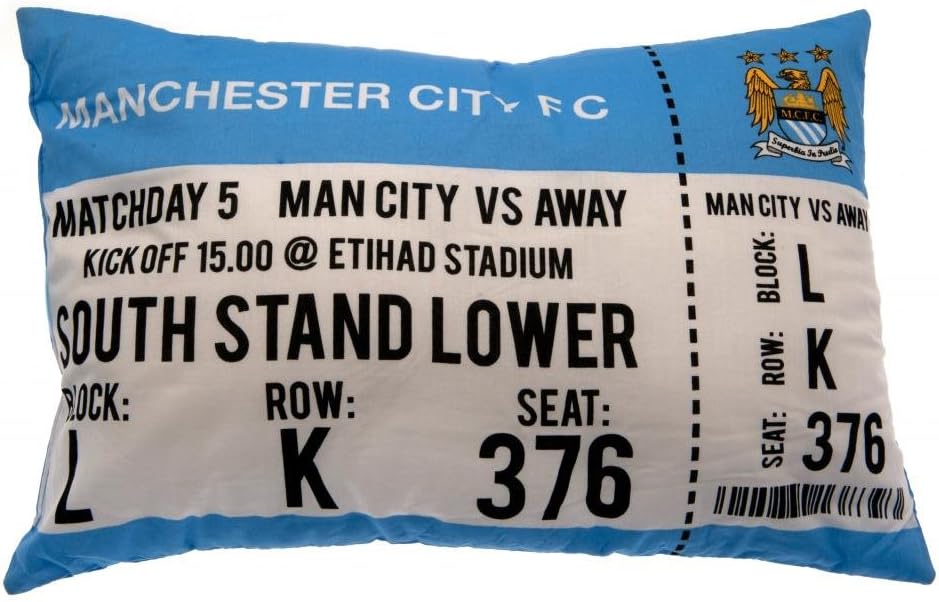 MANCHESTER CITY FC
MATCHDAY 5 MAN CITY VS AWAY
KICK OFF 15.00 @ ETIHAD STADIUM
SOUTH STAND LOWER
BLOCK: ROW: SEAT:
L K 376
M.C.F.C.
Superbia In Prœlio
MAN CITY VS AWAY
BLOCK: L
ROW: K
SEAT: 376